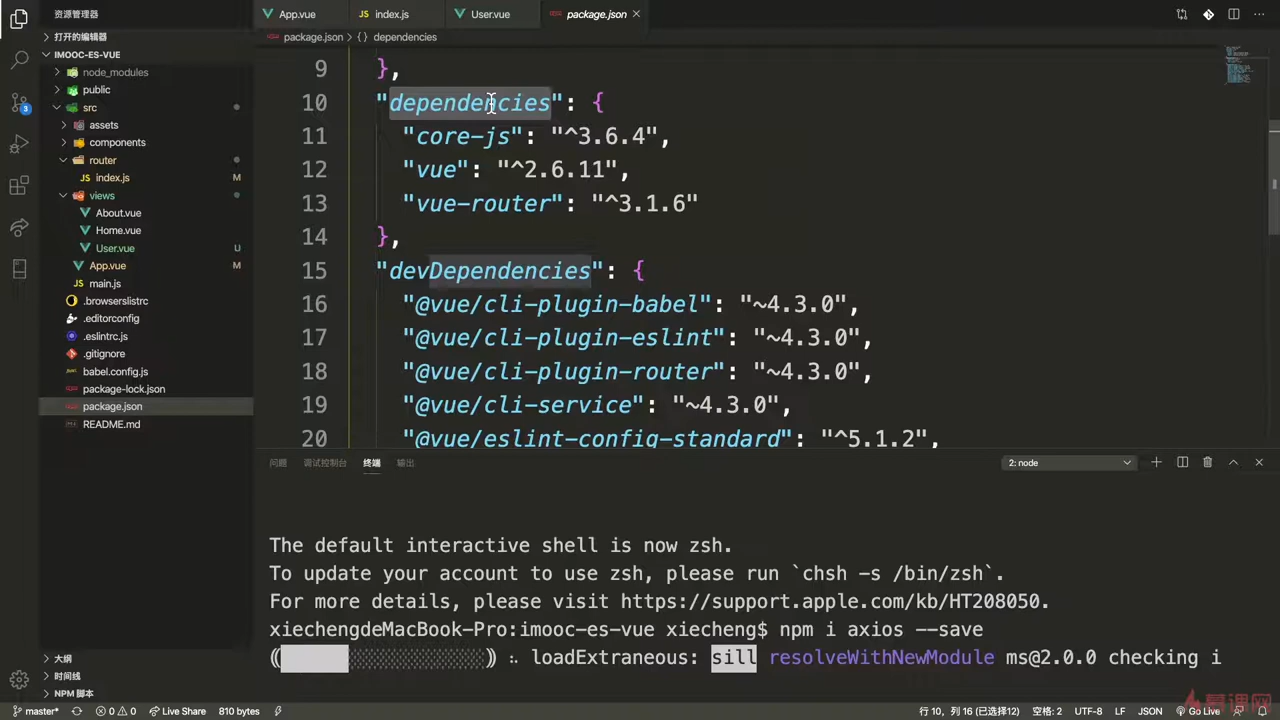 资源管理器
App.vue
index.js
User.vue
package.json
打开的编辑器
package.json
dependencies
IMOOC-ES-VUE
node_modules
public
src
assets
components
router
index.js M
views
About.vue
Home.vue
User.vue U
App.vue M
main.js
.browserslistrc
.editorconfig
.eslintrc.js
.gitignore
babel.config.js
package-lock.json
package.json
README.md
3
9 },
10 "dependencies": {
11 "core-js": "^3.6.4",
12 "vue": "^2.6.11",
13 "vue-router": "^3.1.6"
14 },
15 "devDependencies": {
16 "@vue/cli-plugin-babel": "~4.3.0",
17 "@vue/cli-plugin-eslint": "~4.3.0",
18 "@vue/cli-plugin-router": "~4.3.0",
19 "@vue/cli-service": "~4.3.0",
20 "@vue/eslint-config-standard": "^5.1.2",
问题 调试控制台 终端 输出
2: node
The default interactive shell is now zsh.
To update your account to use zsh, please run `chsh -s /bin/zsh`.
For more details, please visit https://support.apple.com/kb/HT208050.
xiechengdeMacBook-Pro:imooc-es-vue xiecheng$ npm i axios --save
loadExtraneous: sill resolveWithNewModule ms@2.0.0 checking i
大纲
时间线
NPM 脚本
master* 0 0 Live Share 810 bytes
行 10, 列 16 (已选择12) 空格: 2 UTF-8 LF JSON Go Live
慕课网